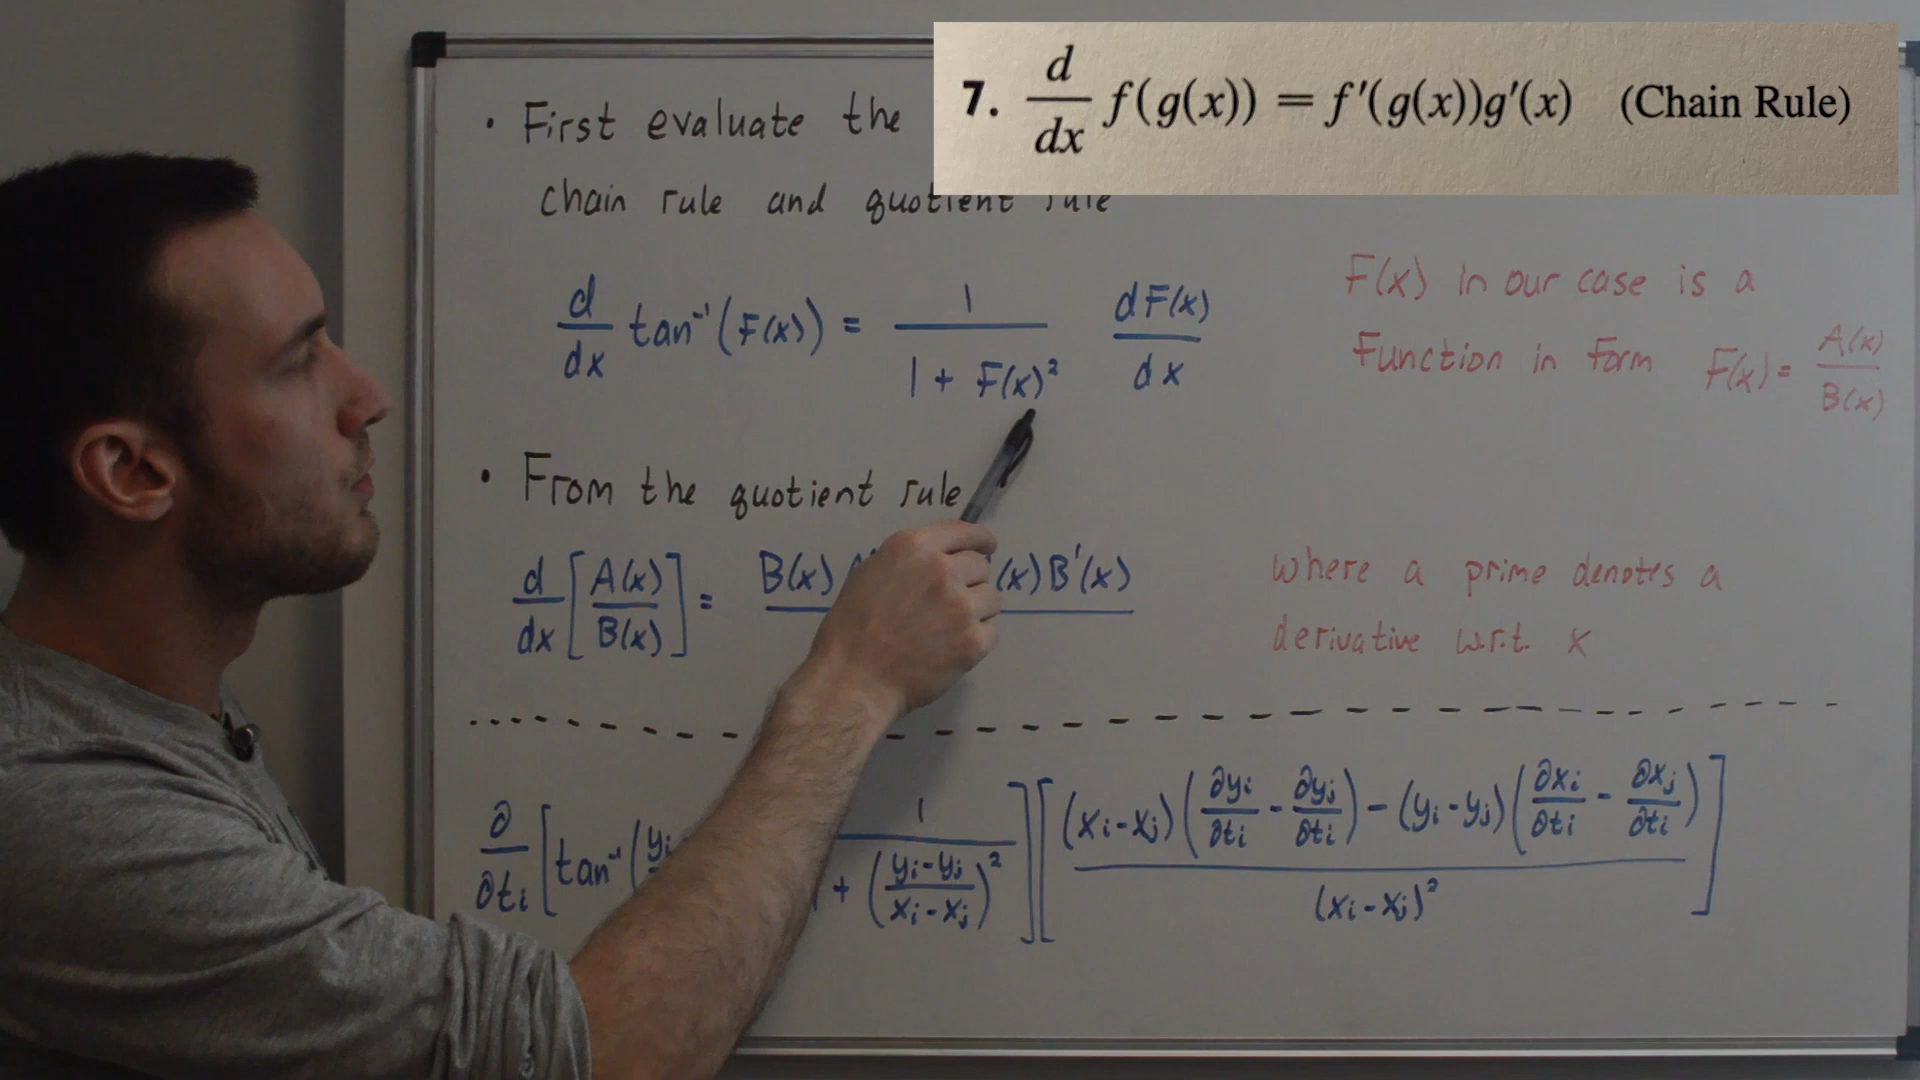 7. d/dx f(g(x)) = f'(g(x))g'(x) (Chain Rule)
• First evaluate the
chain rule and quotient rule
d/dx tan⁻¹(F(x)) = 1/(1 + F(x)²) dF(x)/dx
F(x) in our case is a
function in form F(x) = A(x)/B(x)
• From the quotient rule
d/dx [A(x)/B(x)] = B(x) (x)B'(x)
where a prime denotes a
derivative w.r.t. x
∂/∂tᵢ [tan⁻¹(yᵢ 1/( + ((yᵢ-yⱼ)/(xᵢ-xⱼ))²)][((xᵢ-xⱼ)(∂yᵢ/∂tᵢ - ∂yⱼ/∂tᵢ) - (yᵢ-yⱼ)(∂xᵢ/∂tᵢ - ∂xⱼ/∂tᵢ))/(xᵢ-xⱼ)²]